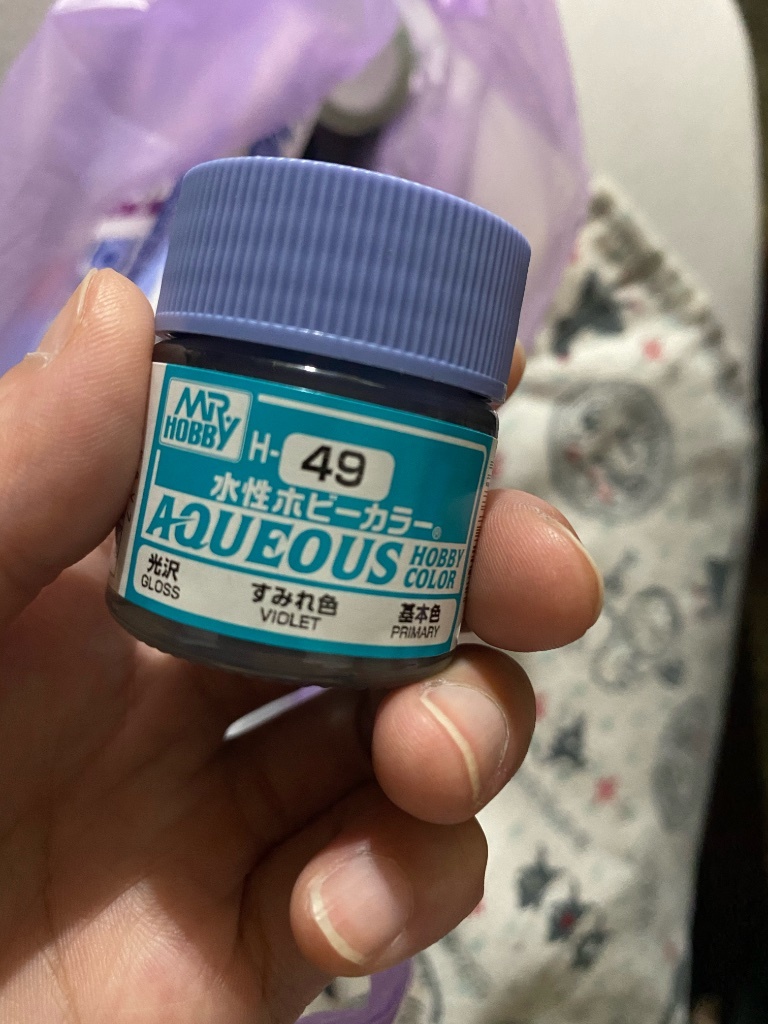 MR
HOBBY
H-49
水性ホビーカラー®
AQUEOUS HOBBY COLOR
光沢 すみれ色 基本色
GLOSS VIOLET PRIMARY